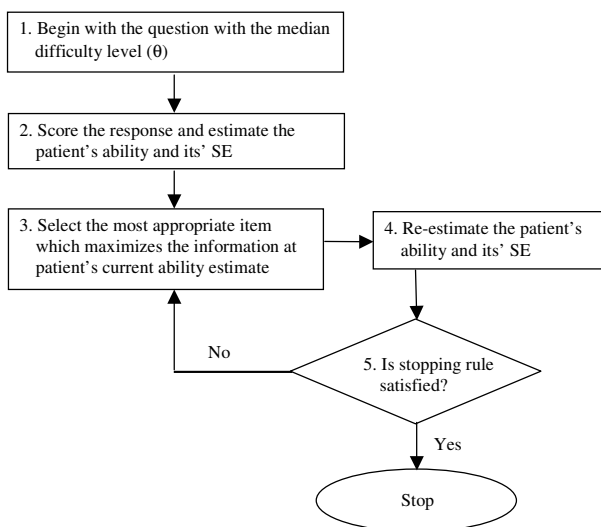 1. Begin with the question with the median
difficulty level (θ)
2. Score the response and estimate the
patient's ability and its' SE
3. Select the most appropriate item
which maximizes the information at
patient's current ability estimate
4. Re-estimate the patient's
ability and its' SE
5. Is stopping rule
satisfied?
No
Yes
Stop